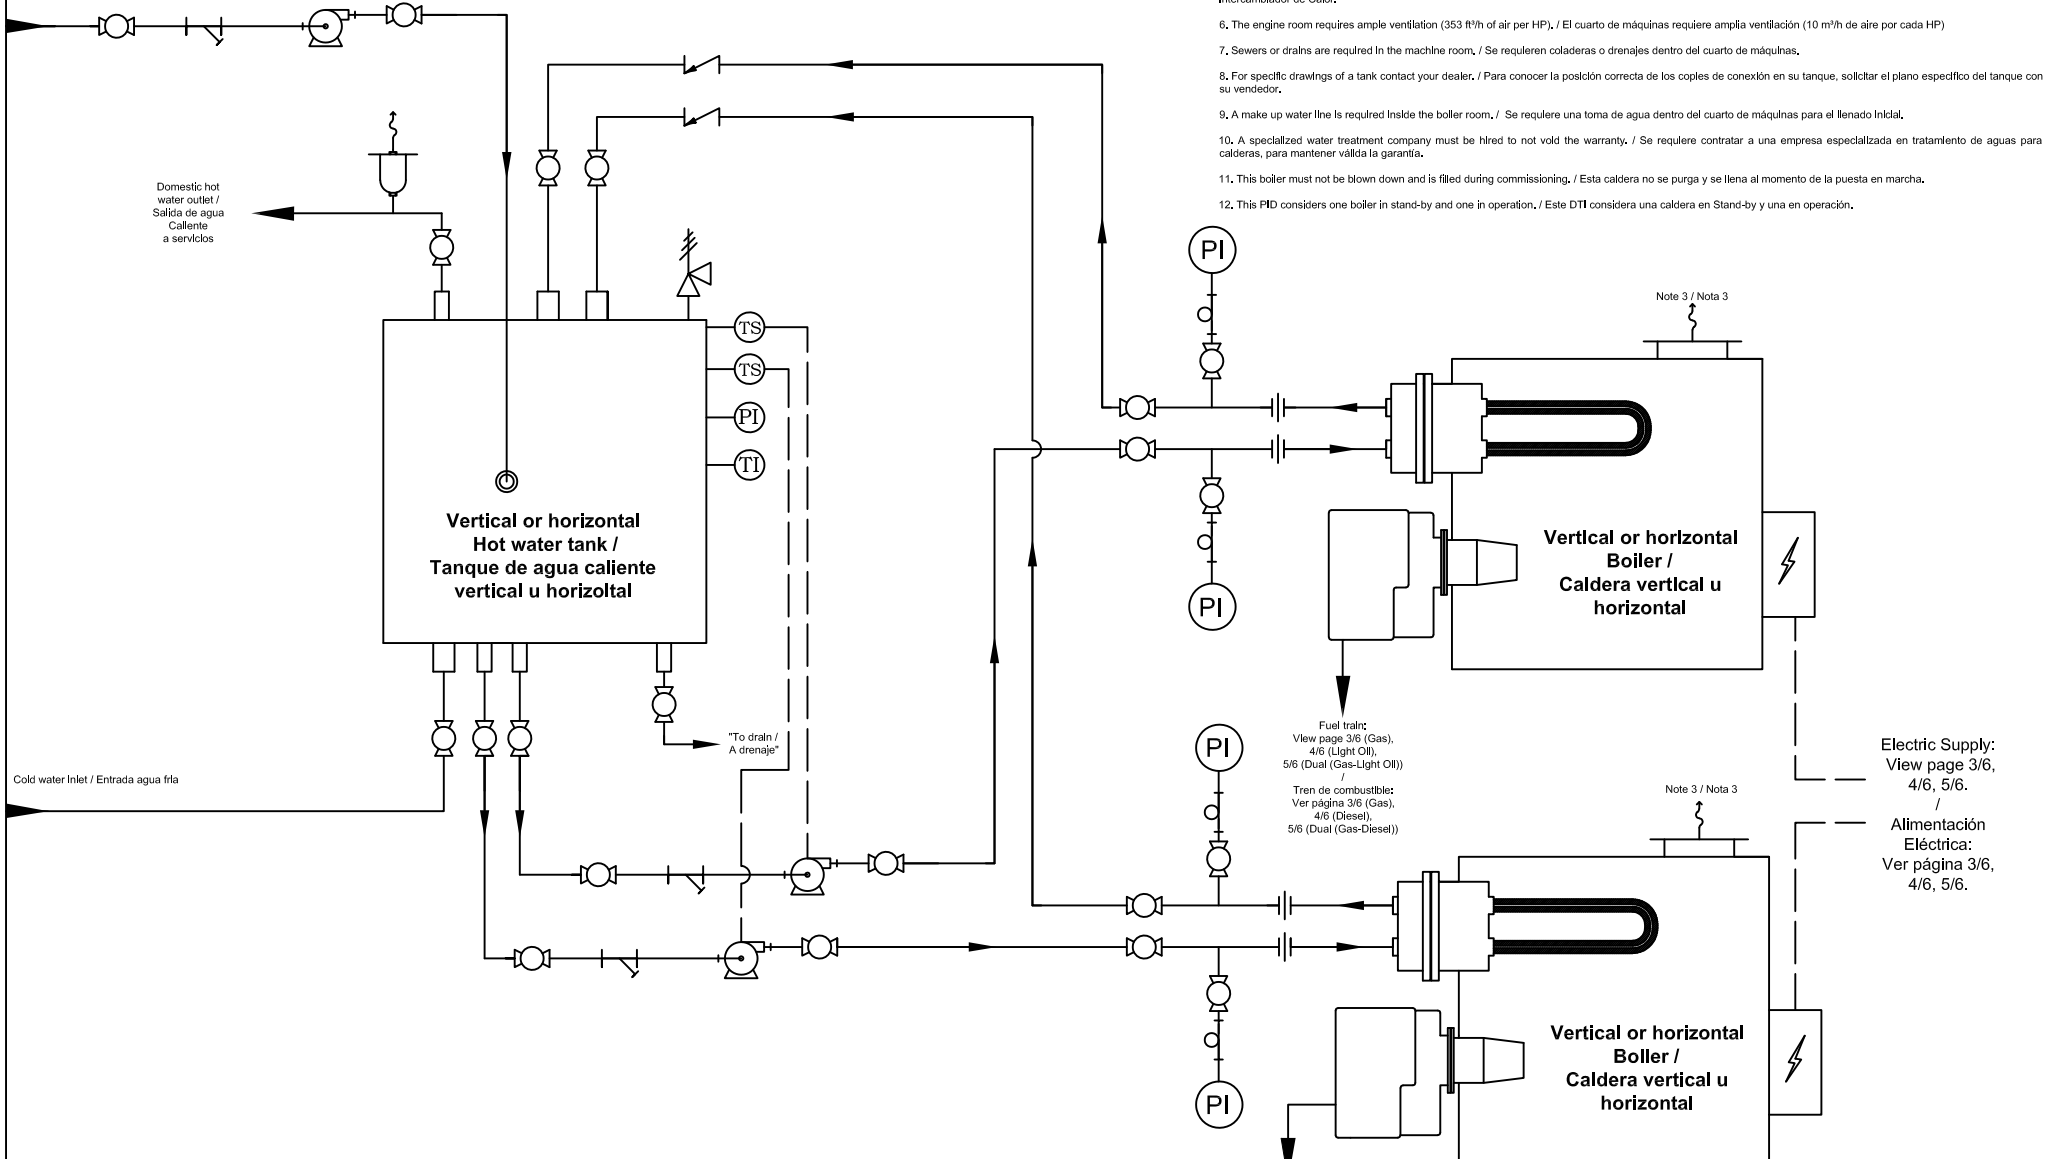 Intercambiador de Calor.
6. The engine room requires ample ventilation (353 ft³/h of air per HP). / El cuarto de máquinas requiere amplia ventilación (10 m³/h de aire por cada HP)
7. Sewers or drains are required in the machine room. / Se requieren coladeras o drenajes dentro del cuarto de máquinas.
8. For specific drawings of a tank contact your dealer. / Para conocer la posición correcta de los coples de conexión en su tanque, solicitar el plano especifico del tanque con
su vendedor.
9. A make up water line is required inside the boiler room. / Se requiere una toma de agua dentro del cuarto de máquinas para el llenado inicial.
10. A specialized water treatment company must be hired to not void the warranty. / Se requiere contratar a una empresa especializada en tratamiento de aguas para
calderas, para mantener válida la garantía.
11. This boiler must not be blown down and is filled during commissioning. / Esta caldera no se purga y se llena al momento de la puesta en marcha.
12. This PID considers one boiler in stand-by and one in operation. / Este DTI considera una caldera en Stand-by y una en operación.
Domestic hot
water outlet /
Salida de agua
Caliente
a servicios
PI
Note 3 / Nota 3
TS
TS
PI
TI
Vertical or horizontal
Hot water tank /
Tanque de agua caliente
vertical u horizoltal
Vertical or horizontal
Boiler /
Caldera vertical u
horizontal
PI
"To drain /
A drenaje"
Cold water inlet / Entrada agua fria
Fuel train:
View page 3/6 (Gas),
4/6 (Light Oil),
5/6 (Dual (Gas-Light Oil))
/
Tren de combustible:
Ver página 3/6 (Gas),
4/6 (Diesel),
5/6 (Dual (Gas-Diesel))
PI
Electric Supply:
View page 3/6,
4/6, 5/6.
/
Alimentación
Eléctrica:
Ver página 3/6,
4/6, 5/6.
Note 3 / Nota 3
Vertical or horizontal
Boiler /
Caldera vertical u
horizontal
PI